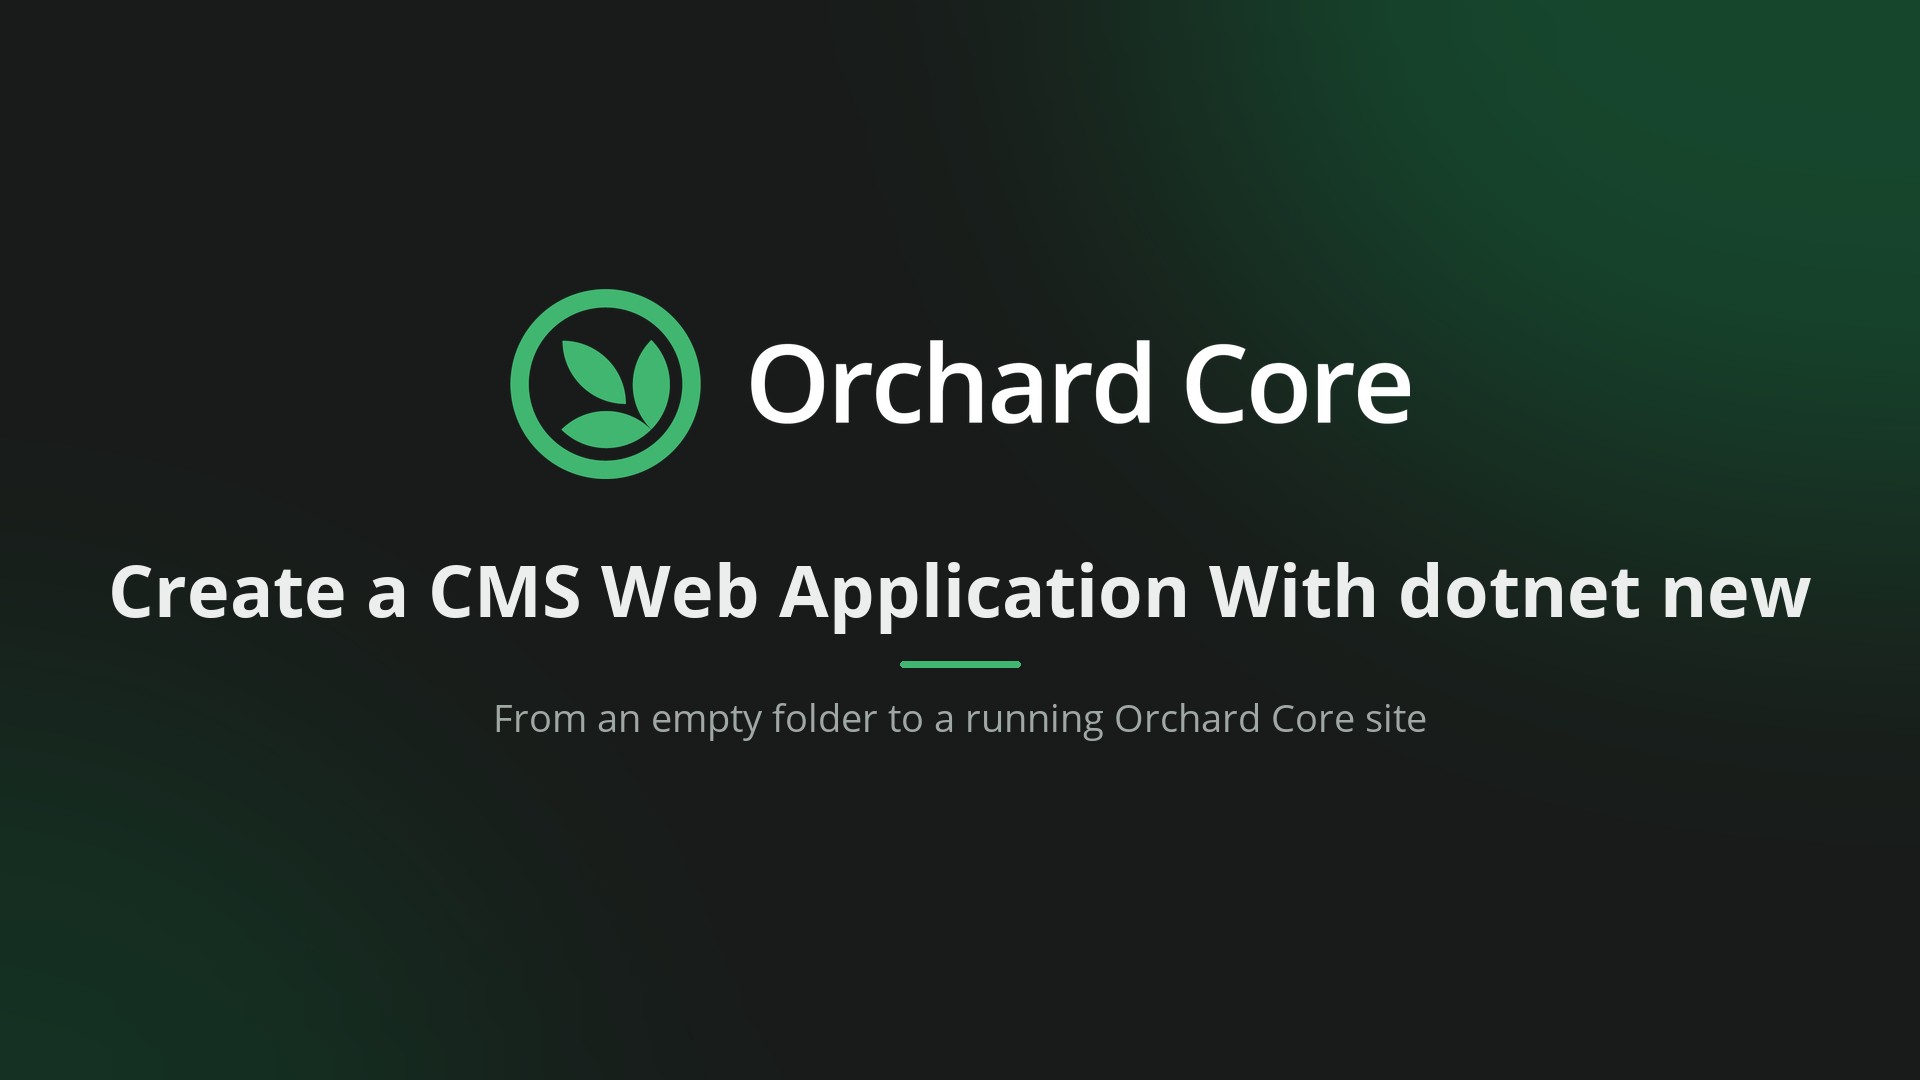 Orchard Core
Create a CMS Web Application With dotnet new
From an empty folder to a running Orchard Core site